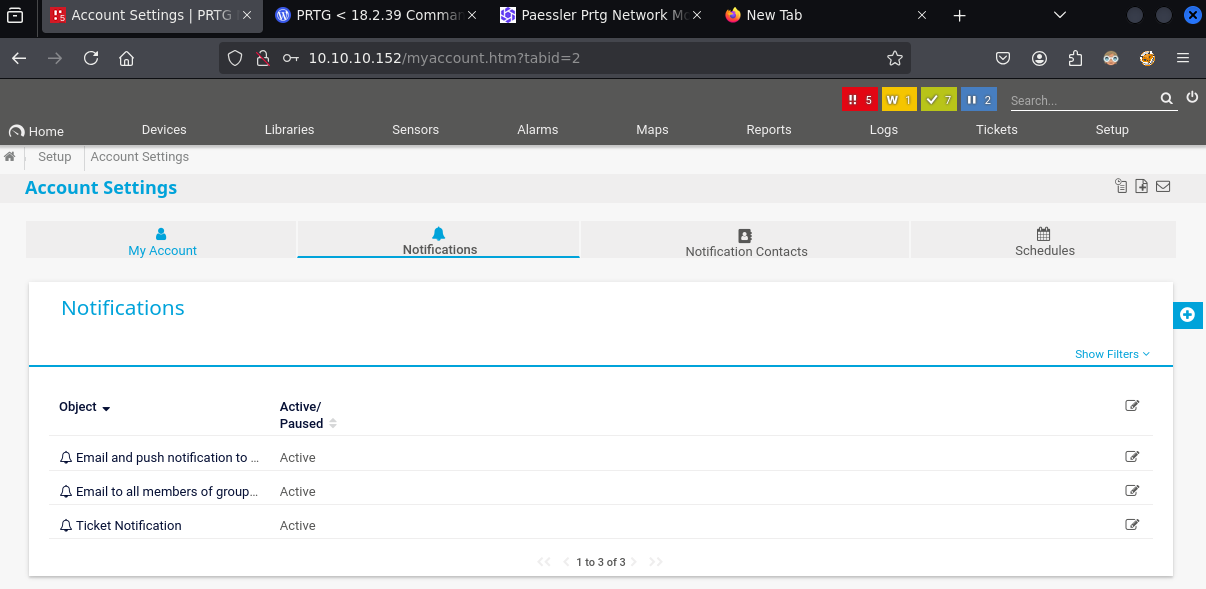 Account Settings | PRTG
PRTG < 18.2.39 Comman
Paessler Prtg Network Mo
New Tab
10.10.10.152/myaccount.htm?tabid=2
5
W 1
7
2
Search...
Home
Devices
Libraries
Sensors
Alarms
Maps
Reports
Logs
Tickets
Setup
Setup
Account Settings
Account Settings
My Account
Notifications
Notification Contacts
Schedules
Notifications
Show Filters
Object
Active/
Paused
Email and push notification to ...
Active
Email to all members of group...
Active
Ticket Notification
Active
1 to 3 of 3